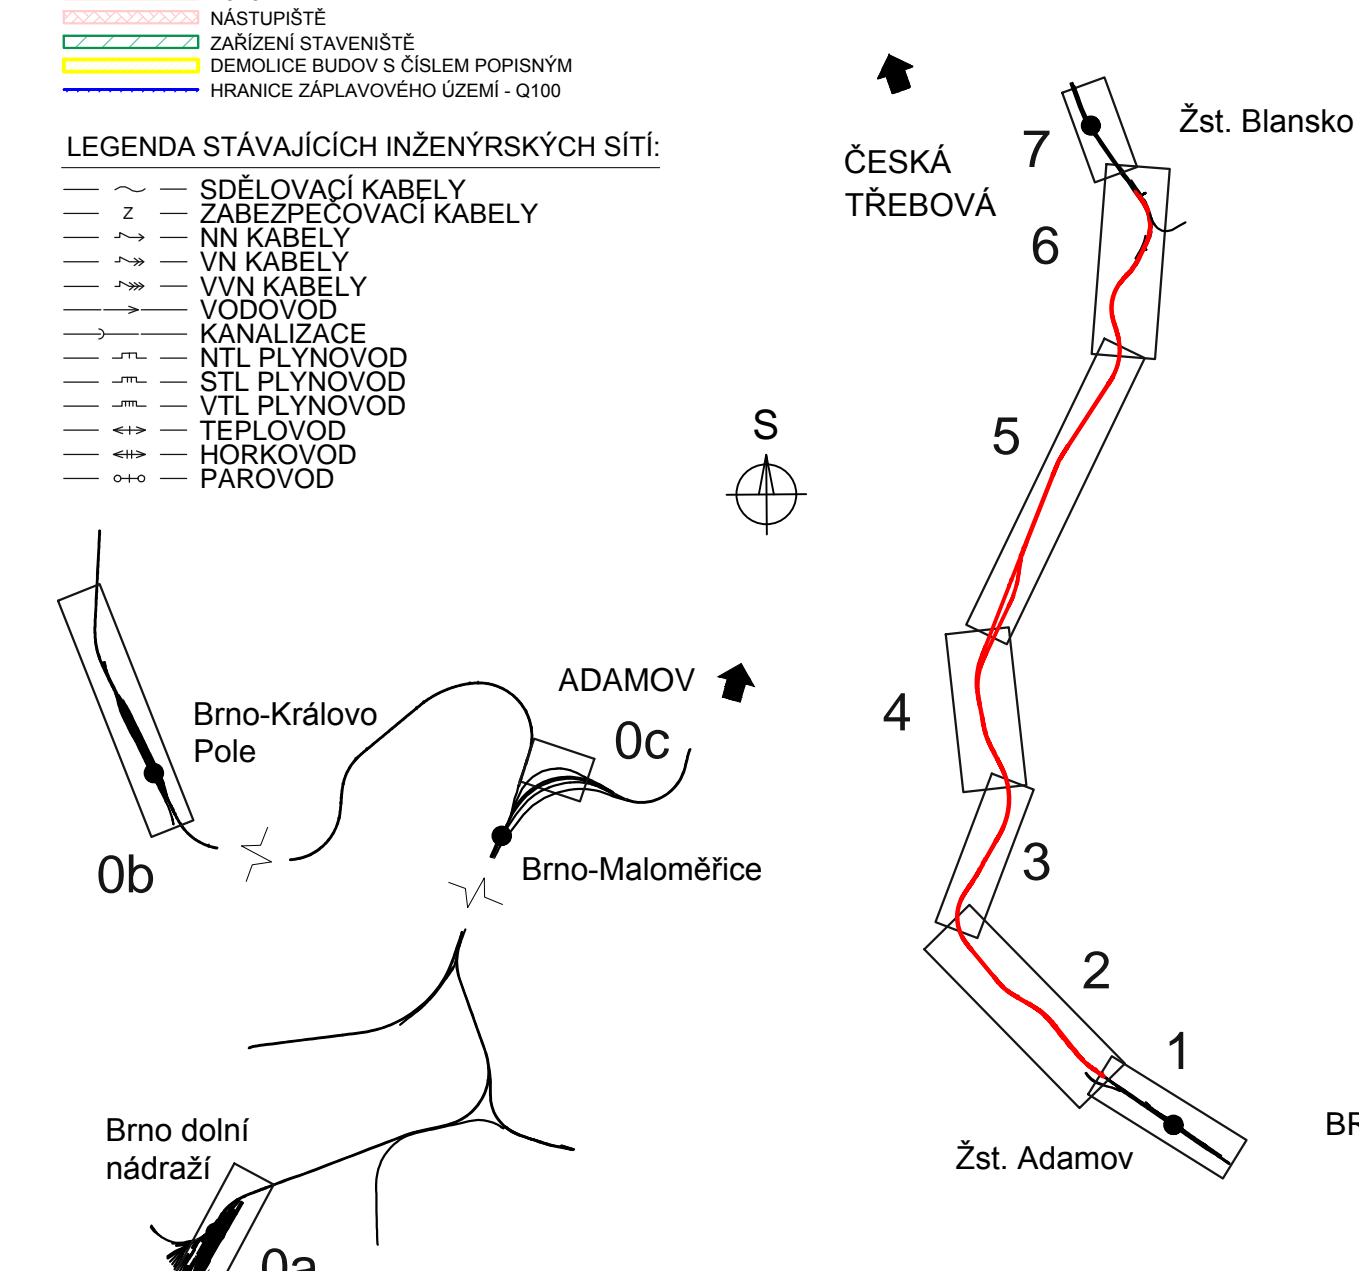 NÁSTUPIŠTĚ
ZAŘÍZENÍ STAVENIŠTĚ
DEMOLICE BUDOV S ČÍSLEM POPISNÝM
HRANICE ZÁPLAVOVÉHO ÚZEMÍ - Q100
LEGENDA STÁVAJÍCÍCH INŽENÝRSKÝCH SÍTÍ:
SDĚLOVACÍ KABELY
Z ZABEZPEČOVACÍ KABELY
NN KABELY
VN KABELY
VVN KABELY
VODOVOD
KANALIZACE
NTL PLYNOVOD
STL PLYNOVOD
VTL PLYNOVOD
TEPLOVOD
HORKOVOD
PAROVOD
S
ČESKÁ
TŘEBOVÁ
Žst. Blansko
7
6
5
4
3
2
1
Žst. Adamov
BR
ADAMOV
0c
Brno-Královo
Pole
0b
Brno-Maloměřice
Brno dolní
nádraží
0a